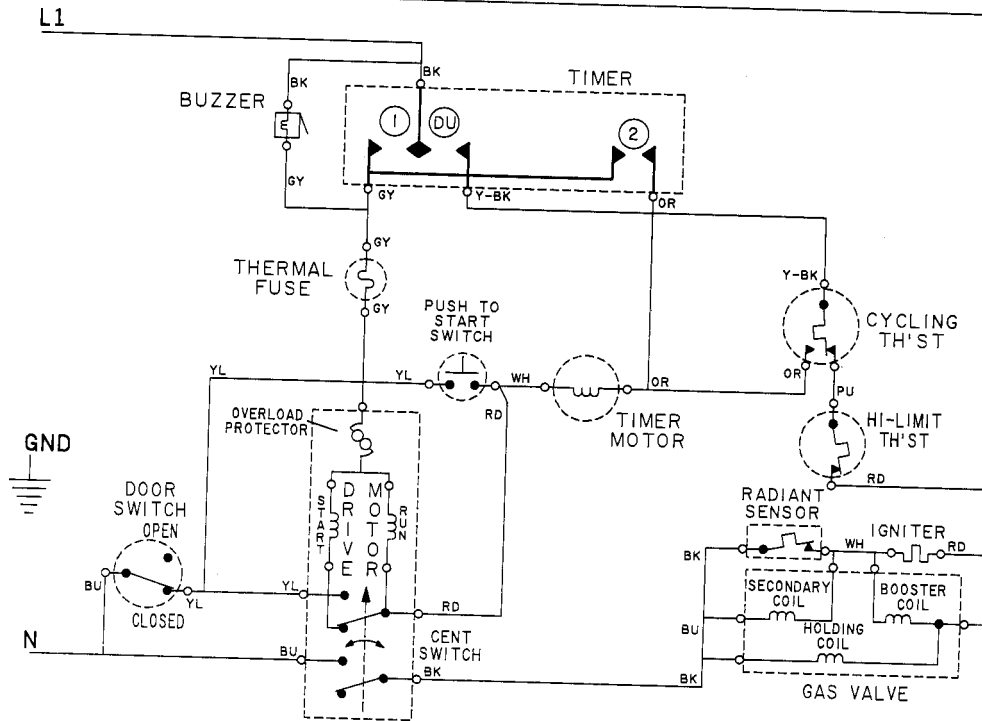 L1
BK
BK
TIMER
BUZZER
1
DU
2
GY
GY
Y-BK
OR
GY
THERMAL
FUSE
GY
Y-BK
PUSH TO
START
SWITCH
CYCLING
TH'ST
YL
YL
WH
OR
OR
PU
RD
TIMER
MOTOR
OVERLOAD
PROTECTOR
HI-LIMIT
TH'ST
GND
RD
DOOR
SWITCH
OPEN
START
DRIVE
MOTOR
RUN
RADIANT
SENSOR
IGNITER
BK
WH
RD
BU
YL
YL
RD
SECONDARY
COIL
BOOSTER
COIL
CLOSED
BU
HOLDING
COIL
N
BU
CENT
SWITCH
BK
BK
GAS VALVE